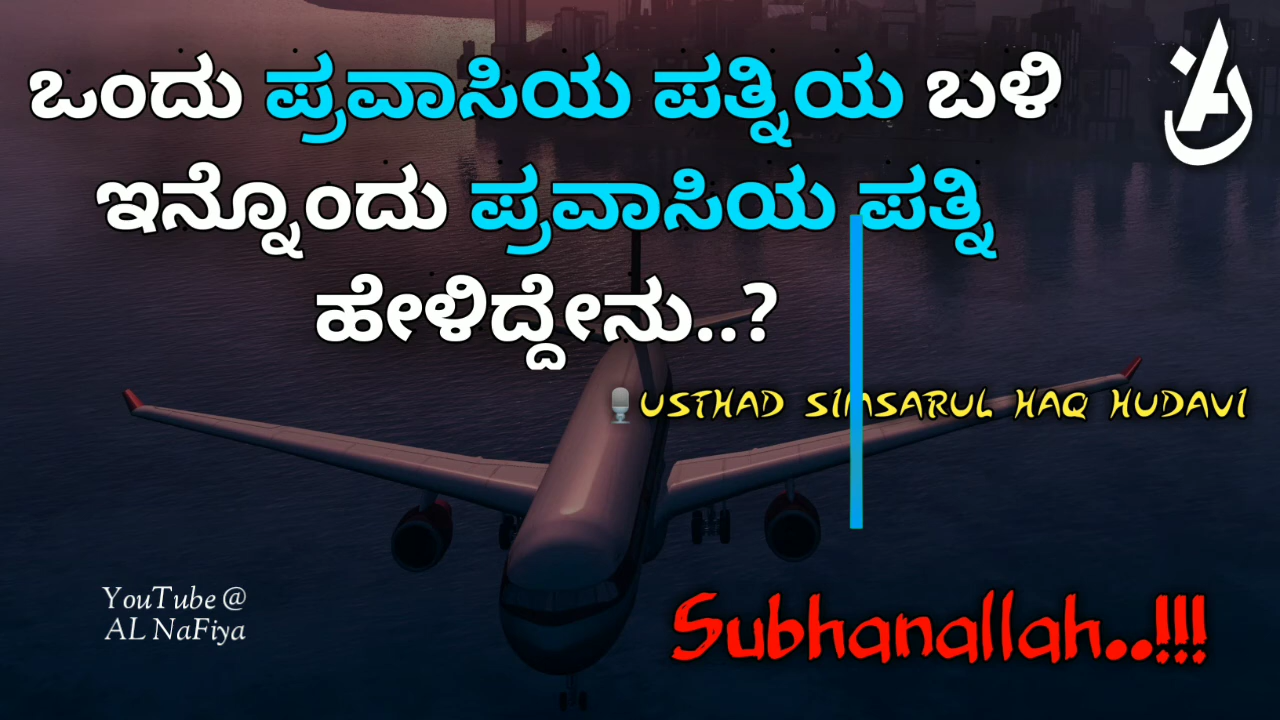 ಒಂದು ಪ್ರವಾಸಿಯ ಪತ್ನಿಯ ಬಳಿ
ಇನ್ನೊಂದು ಪ್ರವಾಸಿಯ ಪತ್ನಿ
ಹೇಳಿದ್ದೇನು..?
🎙️USTHAD SIMSARUL HAQ HUDAVI
YouTube @
AL NaFiya
Subhanallah..!!!